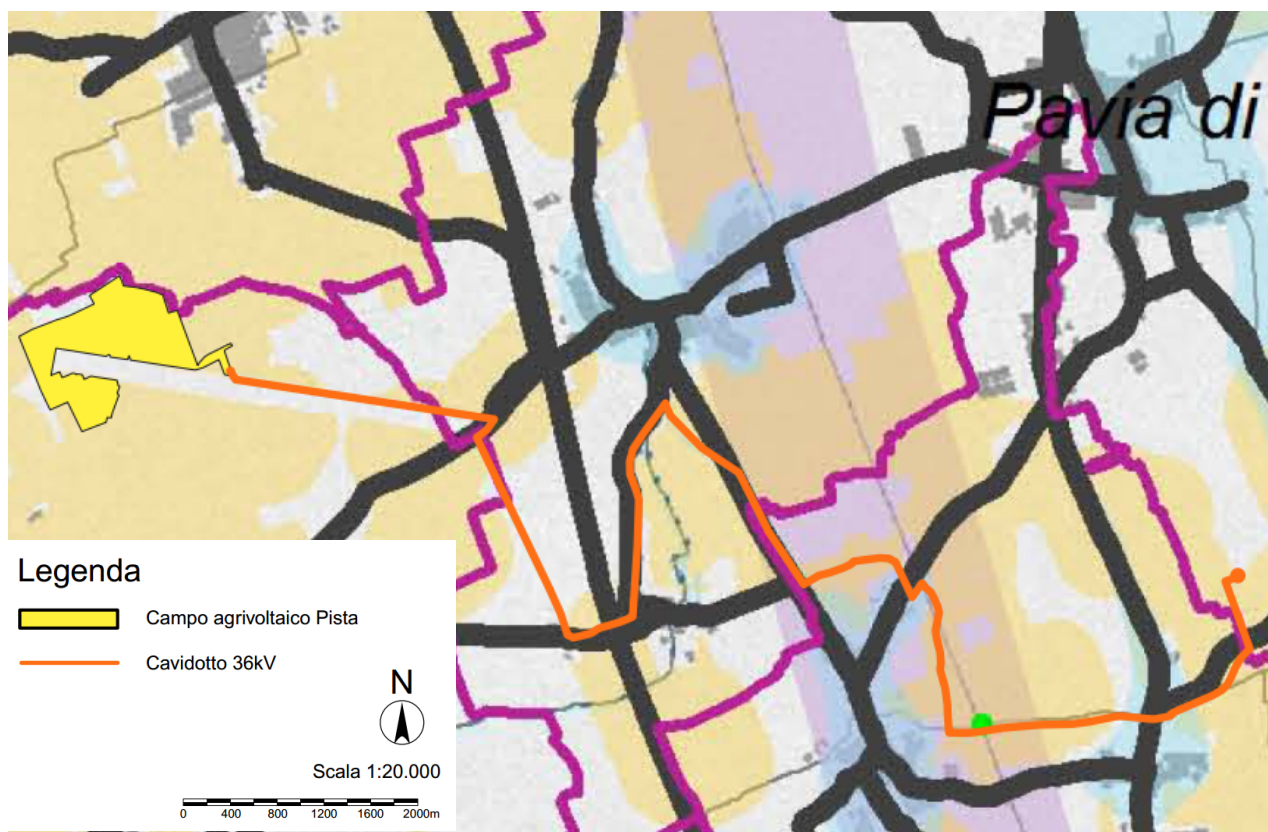 Pavia di
Legenda
Campo agrivoltaico Pista
Cavidotto 36kV
N
Scala 1:20.000
0 400 800 1200 1600 2000m